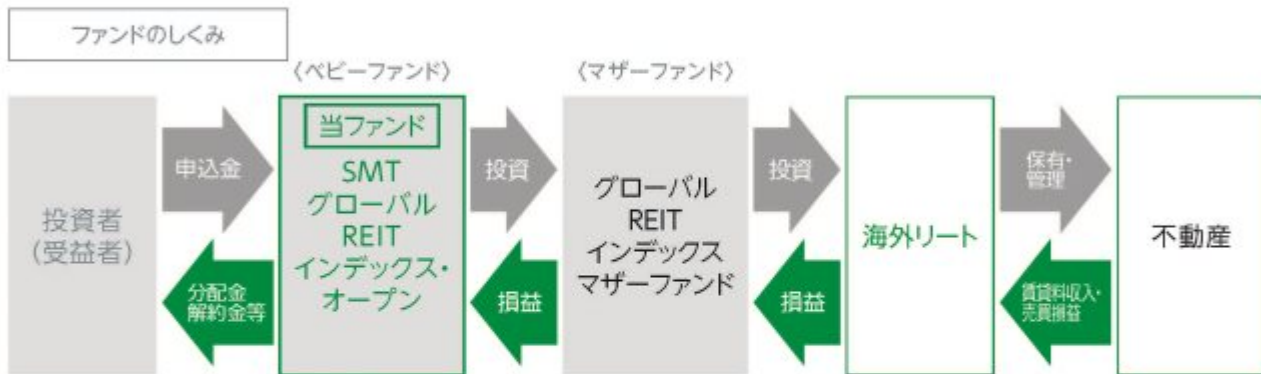 ファンドのしくみ
〈ベビーファンド〉
〈マザーファンド〉
投資者
(受益者)
申込金
分配金
解約金等
当ファンド
SMT
グローバル
REIT
インデックス・
オープン
投資
損益
グローバル
REIT
インデックス
マザーファンド
投資
損益
海外リート
保有・
管理
賃貸料収入・
売買損益
不動産